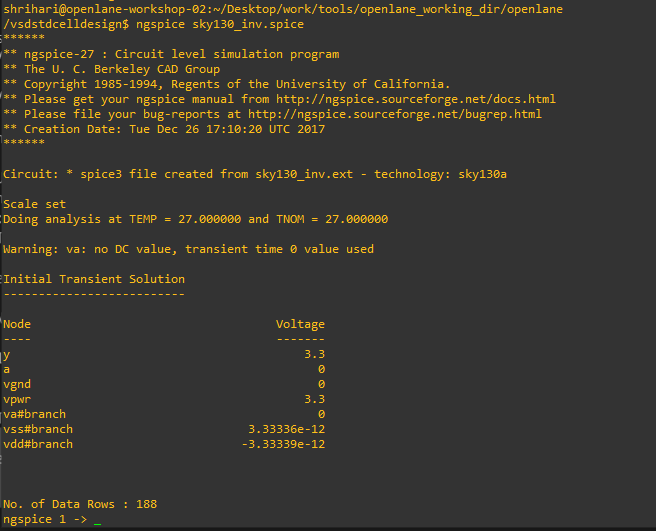 shrihari@openlane-workshop-02:~/Desktop/work/tools/openlane_working_dir/openlane
/vsdstdcelldesign$ ngspice sky130_inv.spice
******
** ngspice-27 : Circuit level simulation program
** The U. C. Berkeley CAD Group
** Copyright 1985-1994, Regents of the University of California.
** Please get your ngspice manual from http://ngspice.sourceforge.net/docs.html
** Please file your bug-reports at http://ngspice.sourceforge.net/bugrep.html
** Creation Date: Tue Dec 26 17:10:20 UTC 2017
******
Circuit: * spice3 file created from sky130_inv.ext - technology: sky130a
Scale set
Doing analysis at TEMP = 27.000000 and TNOM = 27.000000
Warning: va: no DC value, transient time 0 value used
Initial Transient Solution
--------------------------
Node Voltage
---- -------
y 3.3
a 0
vgnd 0
vpwr 3.3
va#branch 0
vss#branch 3.33336e-12
vdd#branch -3.33339e-12
No. of Data Rows : 188
ngspice 1 -> _